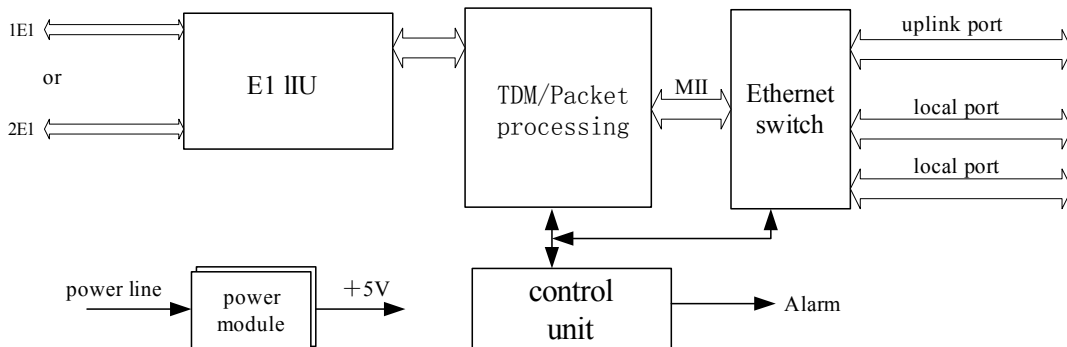 1E1
or
2E1
E1 lIU
TDM/Packet
processing
MII
Ethernet
switch
uplink port
local port
local port
power line
power
module
+5V
control
unit
Alarm